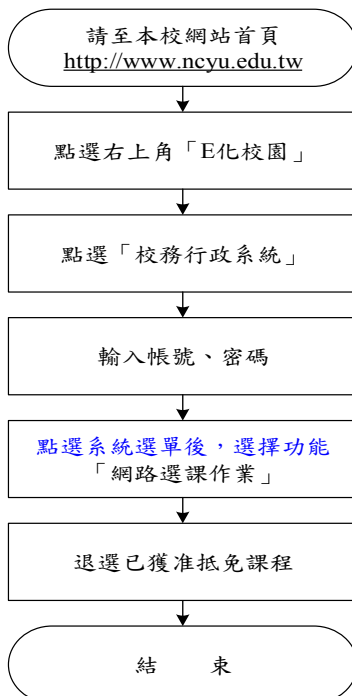 請至本校網站首頁
http://www.ncyu.edu.tw
點選右上角「E化校園」
點選「校務行政系統」
輸入帳號、密碼
點選系統選單後，選擇功能
「網路選課作業」
退選已獲准抵免課程
結　　束